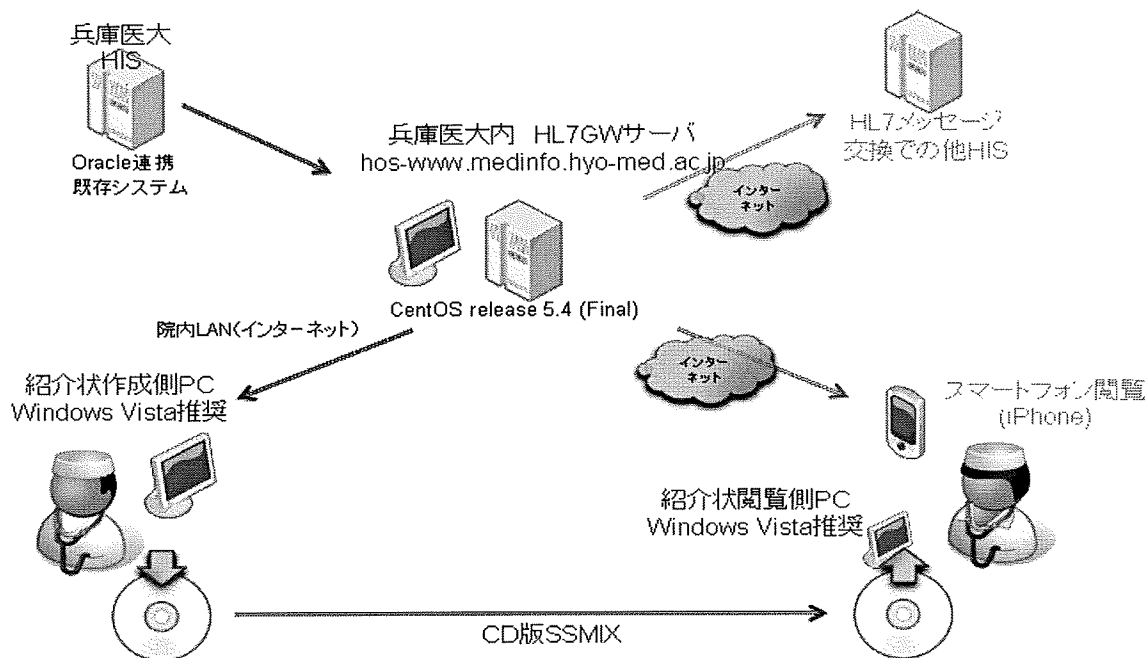 兵庫医大
HIS
Oracle連携
既存システム
兵庫医大内 HL7GWサーバ
hos-www.medinfo.hyo-med.ac.jp
HL7メッセージ
交換での他HIS
インター
ネット
CentOS release 5.4 (Final)
院内LAN(インターネット)
インター
ネット
紹介状作成側PC
Windows Vista推奨
スマートフォン閲覧
(iPhone)
紹介状閲覧側PC
Windows Vista推奨
CD版SSMIX